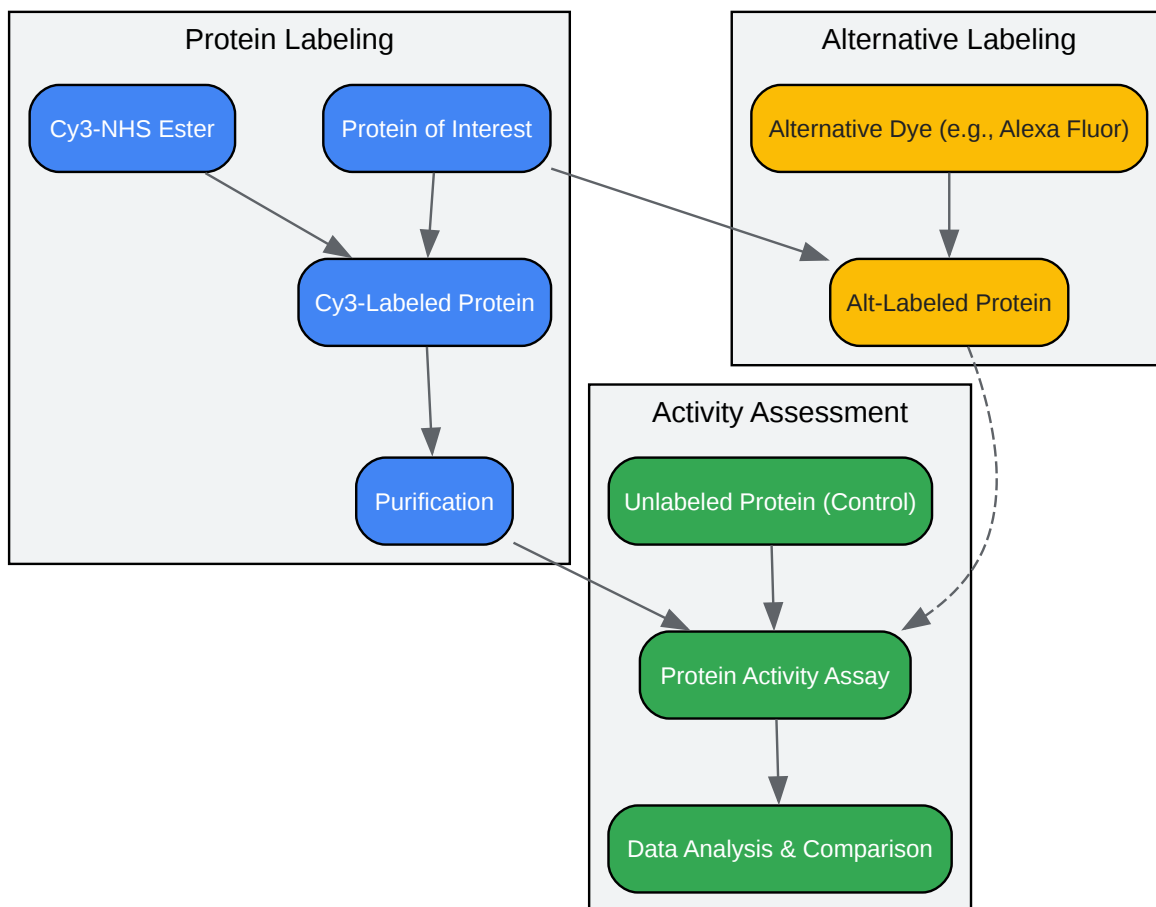 Protein Labeling
Cy3-NHS Ester
Protein of Interest
Cy3-Labeled Protein
Purification
Alternative Labeling
Alternative Dye (e.g., Alexa Fluor)
Alt-Labeled Protein
Activity Assessment
Unlabeled Protein (Control)
Protein Activity Assay
Data Analysis & Comparison